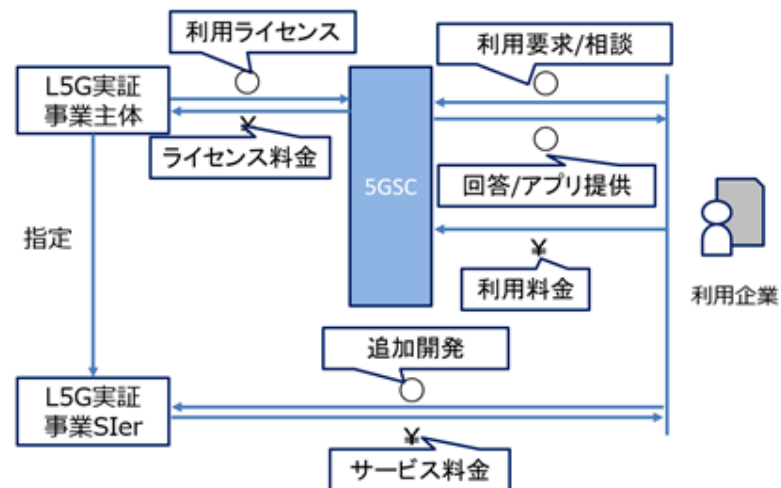 利用ライセンス
利用要求/相談
L5G実証
事業主体
¥
ライセンス料金
5GSC
回答/アプリ提供
指定
¥
利用料金
利用企業
追加開発
L5G実証
事業SIer
¥
サービス料金